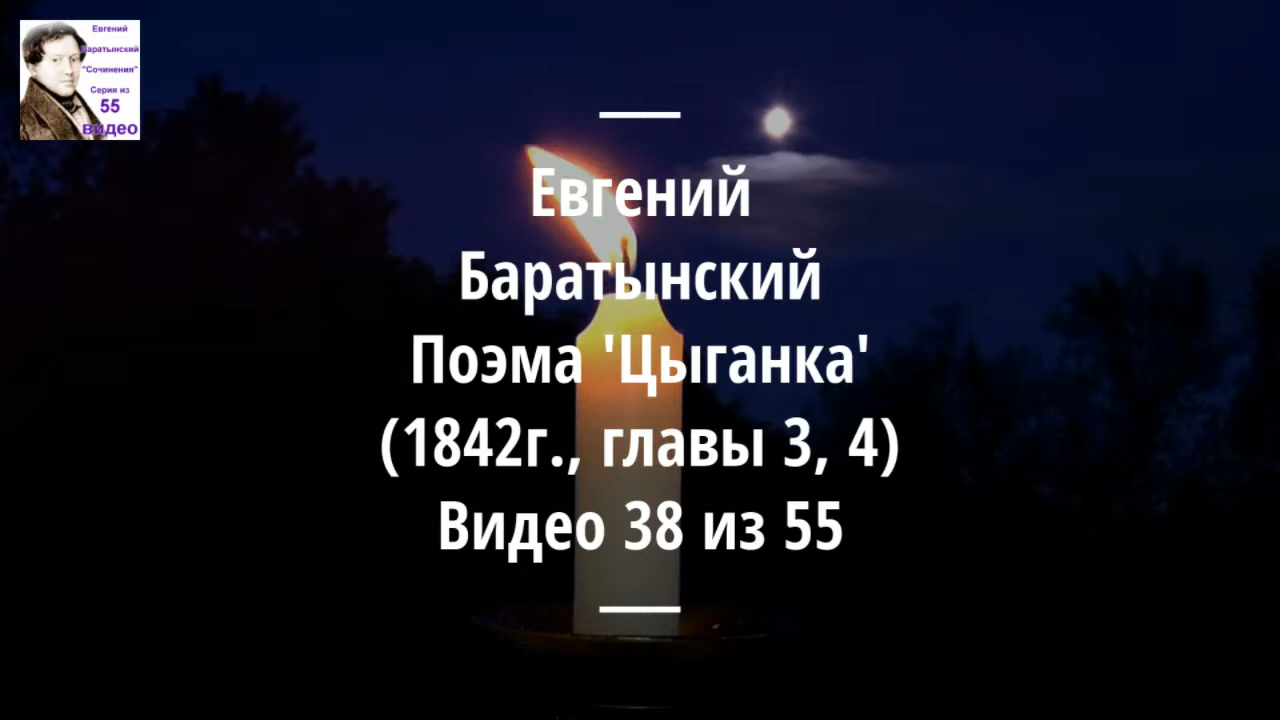 Евгений
Баратынский
"Сочинения"
Серия из
55
видео
Евгений
Баратынский
Поэма 'Цыганка'
(1842г., главы 3, 4)
Видео 38 из 55